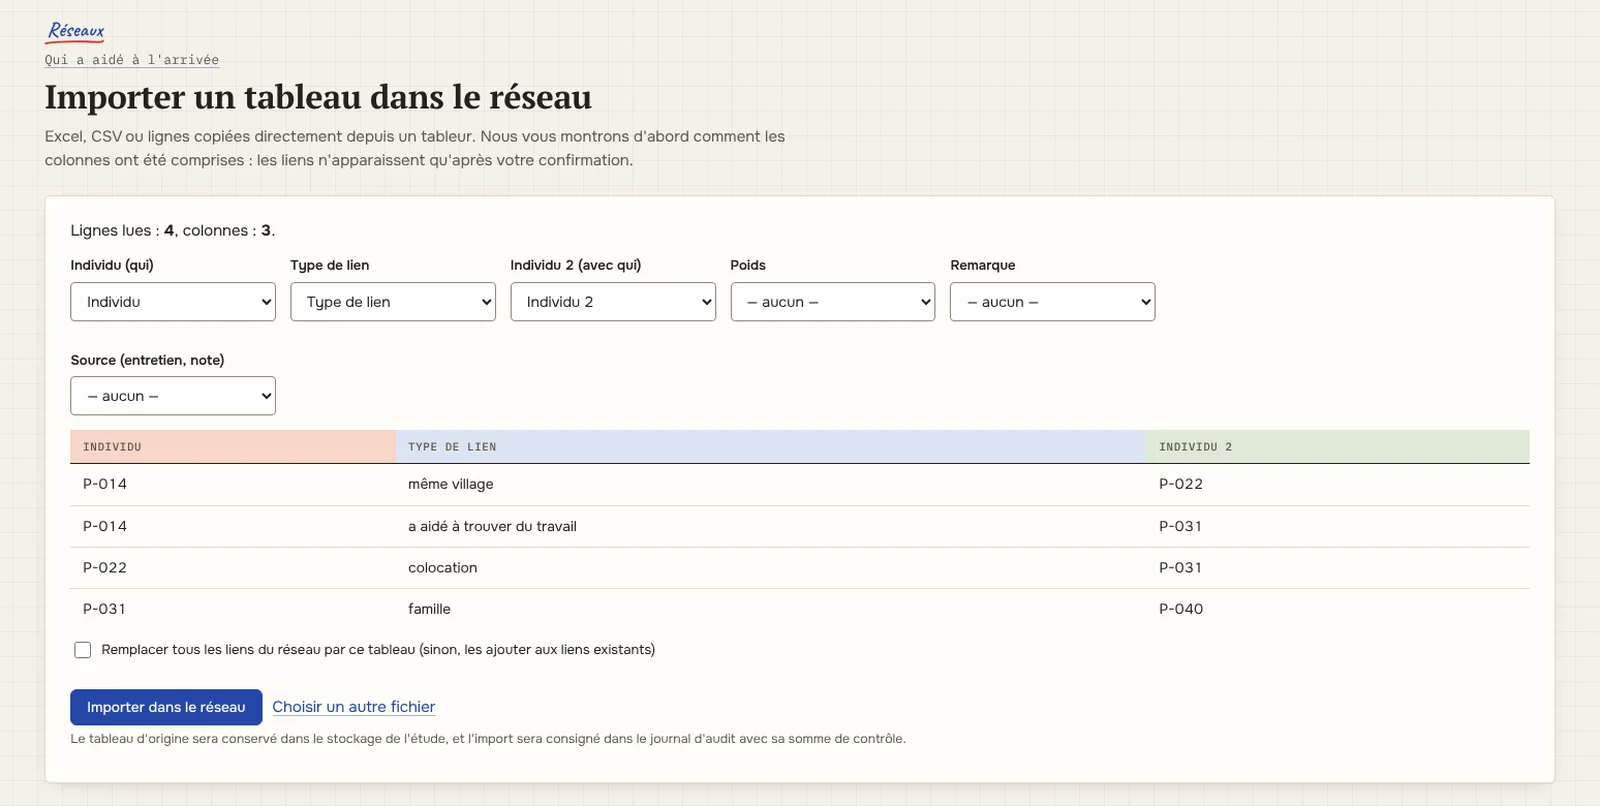 Réseaux
Qui a aidé à l'arrivée
Importer un tableau dans le réseau
Excel, CSV ou lignes copiées directement depuis un tableur. Nous vous montrons d'abord comment les
colonnes ont été comprises : les liens n'apparaissent qu'après votre confirmation.
Lignes lues : 4, colonnes : 3.
Individu (qui) Type de lien Individu 2 (avec qui) Poids Remarque
Individu Type de lien Individu 2 — aucun — — aucun —
Source (entretien, note)
— aucun —
INDIVIDU TYPE DE LIEN INDIVIDU 2
P-014 même village P-022
P-014 a aidé à trouver du travail P-031
P-022 colocation P-031
P-031 famille P-040
Remplacer tous les liens du réseau par ce tableau (sinon, les ajouter aux liens existants)
Importer dans le réseau Choisir un autre fichier
Le tableau d'origine sera conservé dans le stockage de l'étude, et l'import sera consigné dans le journal d'audit avec sa somme de contrôle.